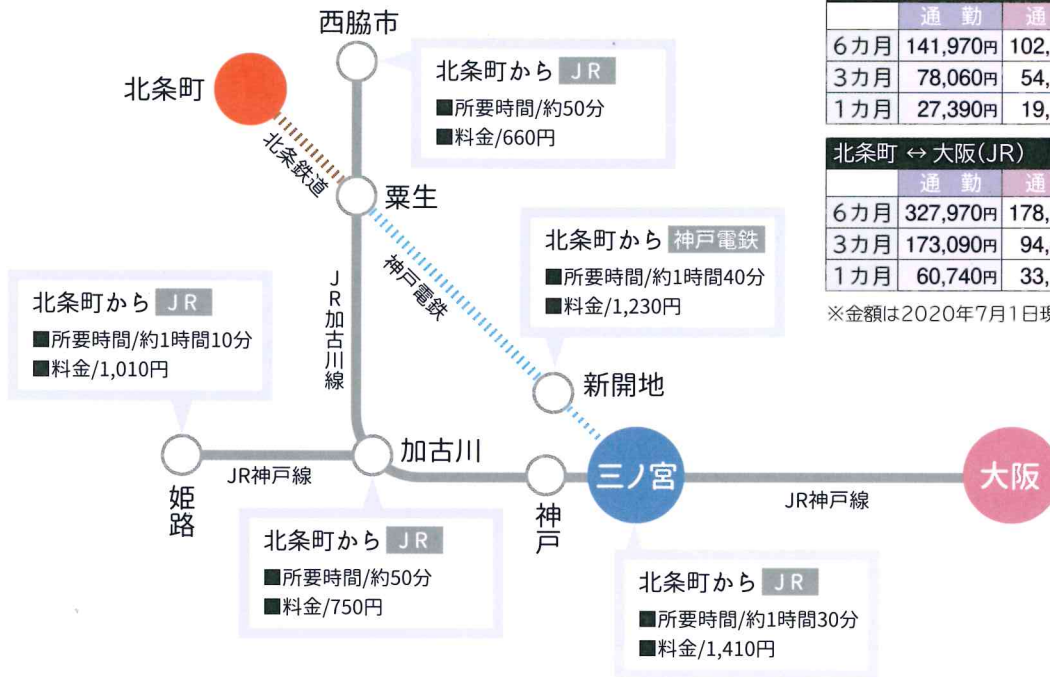 西脇市
北条町
北条町から JR
■所要時間/約50分
■料金/660円
北条鉄道
粟生
神戸電鉄
北条町から 神戸電鉄
■所要時間/約1時間40分
■料金/1,230円
新開地
北条町から JR
■所要時間/約1時間10分
■料金/1,010円
JR加古川線
加古川
姫路
JR神戸線
神戸
三ノ宮
JR神戸線
大阪
北条町から JR
■所要時間/約50分
■料金/750円
北条町から JR
■所要時間/約1時間30分
■料金/1,410円
通 勤 通
6カ月 141,970円 102,
3カ月 78,060円 54,
1カ月 27,390円 19,
北条町 ↔ 大阪(JR)
通 勤 通
6カ月 327,970円 178,
3カ月 173,090円 94,
1カ月 60,740円 33,
※金額は2020年7月1日現